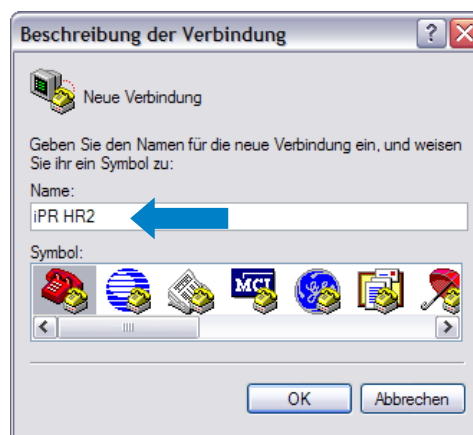 Beschreibung der Verbindung
Neue Verbindung
Geben Sie den Namen für die neue Verbindung ein, und weisen
Sie ihr ein Symbol zu:
Name:
iPR HR2
Symbol:
MCI
OK
Abbrechen